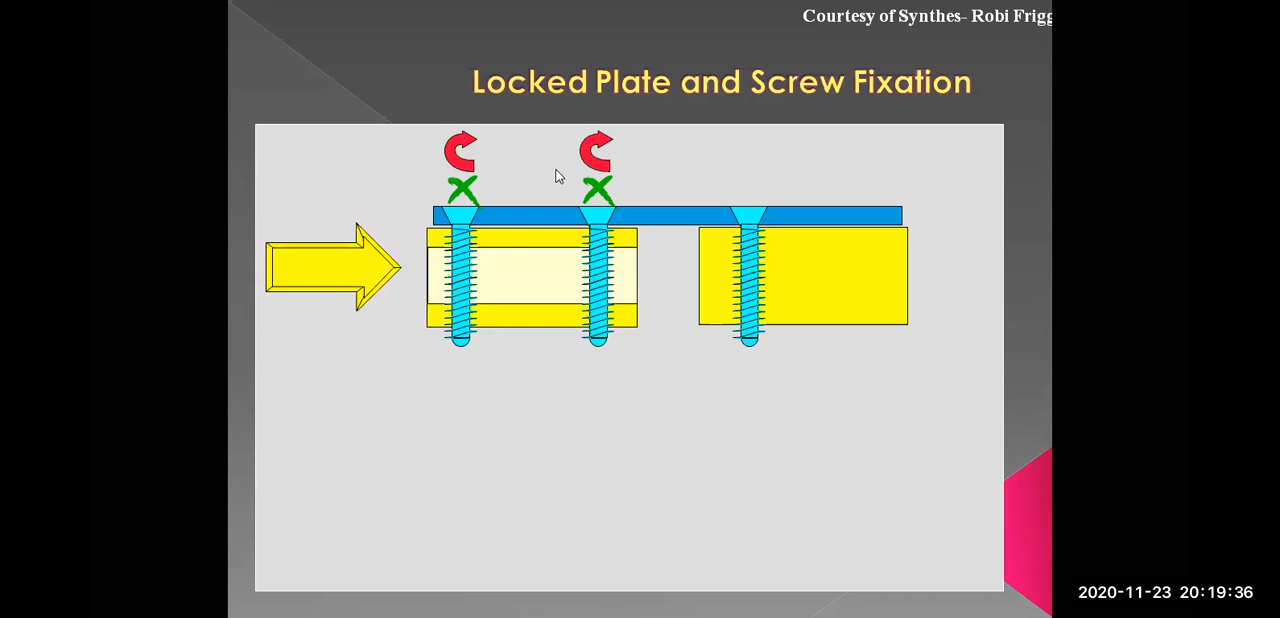 Courtesy of Synthes- Robi Frigg
Locked Plate and Screw Fixation
2020-11-23 20:19:36